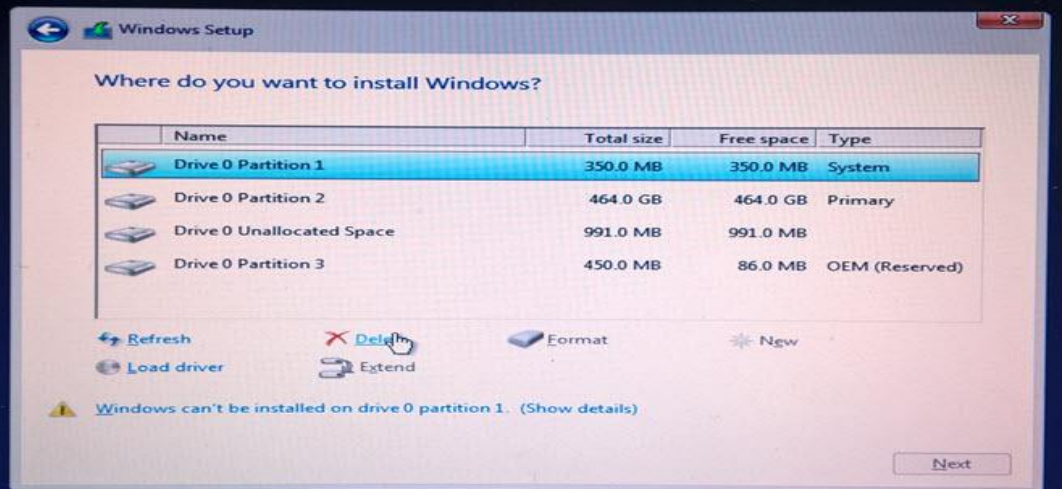 Windows Setup
Where do you want to install Windows?
Name Total size Free space Type
Drive 0 Partition 1 350.0 MB 350.0 MB System
Drive 0 Partition 2 464.0 GB 464.0 GB Primary
Drive 0 Unallocated Space 991.0 MB 991.0 MB
Drive 0 Partition 3 450.0 MB 86.0 MB OEM (Reserved)
Refresh Delete Format New
Load driver Extend
Windows can't be installed on drive 0 partition 1. (Show details)
Next